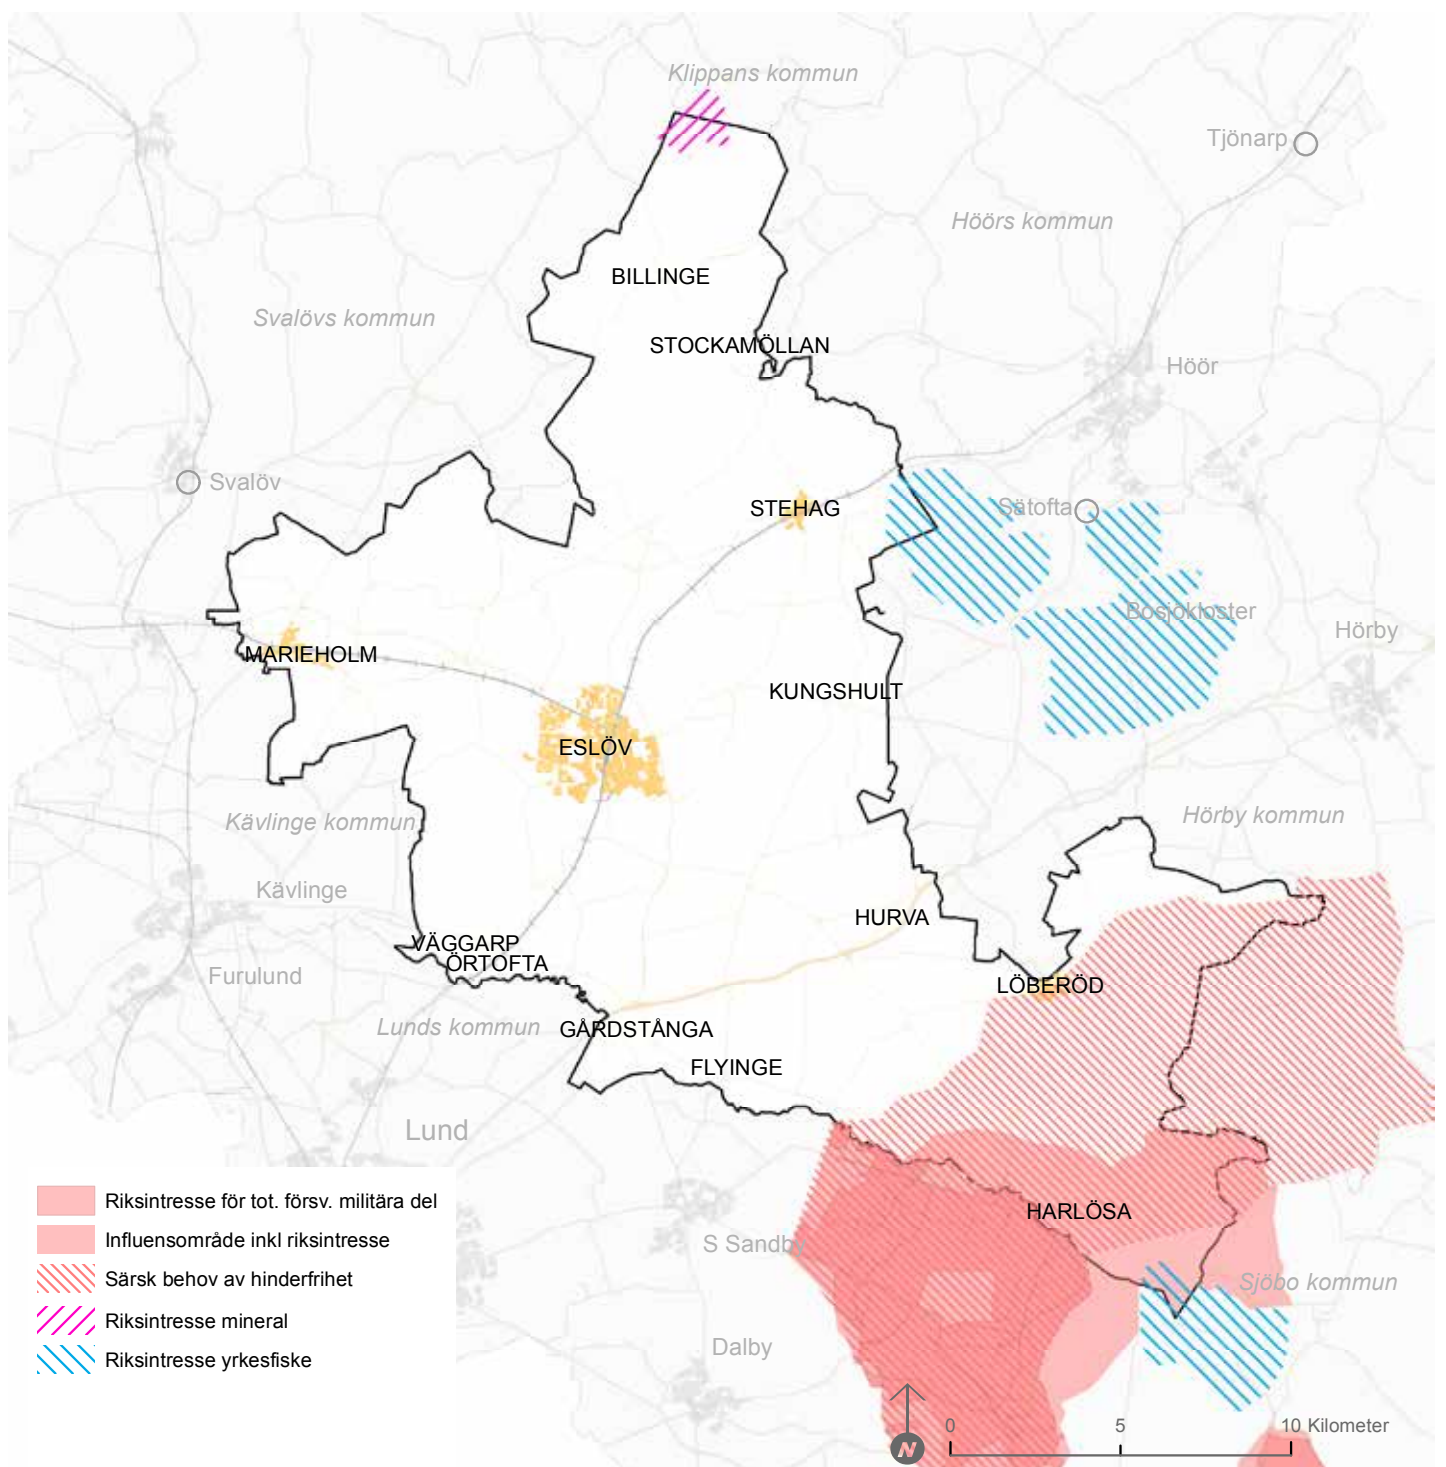 Klippans kommun
Tjönarp
Höörs kommun
BILLINGE
Svalövs kommun
STOCKAMÖLLAN
Höör
Svalöv
STEHAG
Sätofta
Bosjökloster
Hörby
MARIEHOLM
KUNGSHULT
ESLÖV
Kävlinge kommun
Hörby kommun
Kävlinge
HURVA
VÄGGARP
ÖRTOFTA
Furulund
LÖBERÖD
Lunds kommun
GÅRDSTÅNGA
FLYINGE
Lund
Riksintresse för tot. försv. militära del
HARLÖSA
Influensområde inkl riksintresse
S Sandby
Särsk behov av hinderfrihet
Sjöbo kommun
Riksintresse mineral
Dalby
Riksintresse yrkesfiske
0 5 10 Kilometer
N